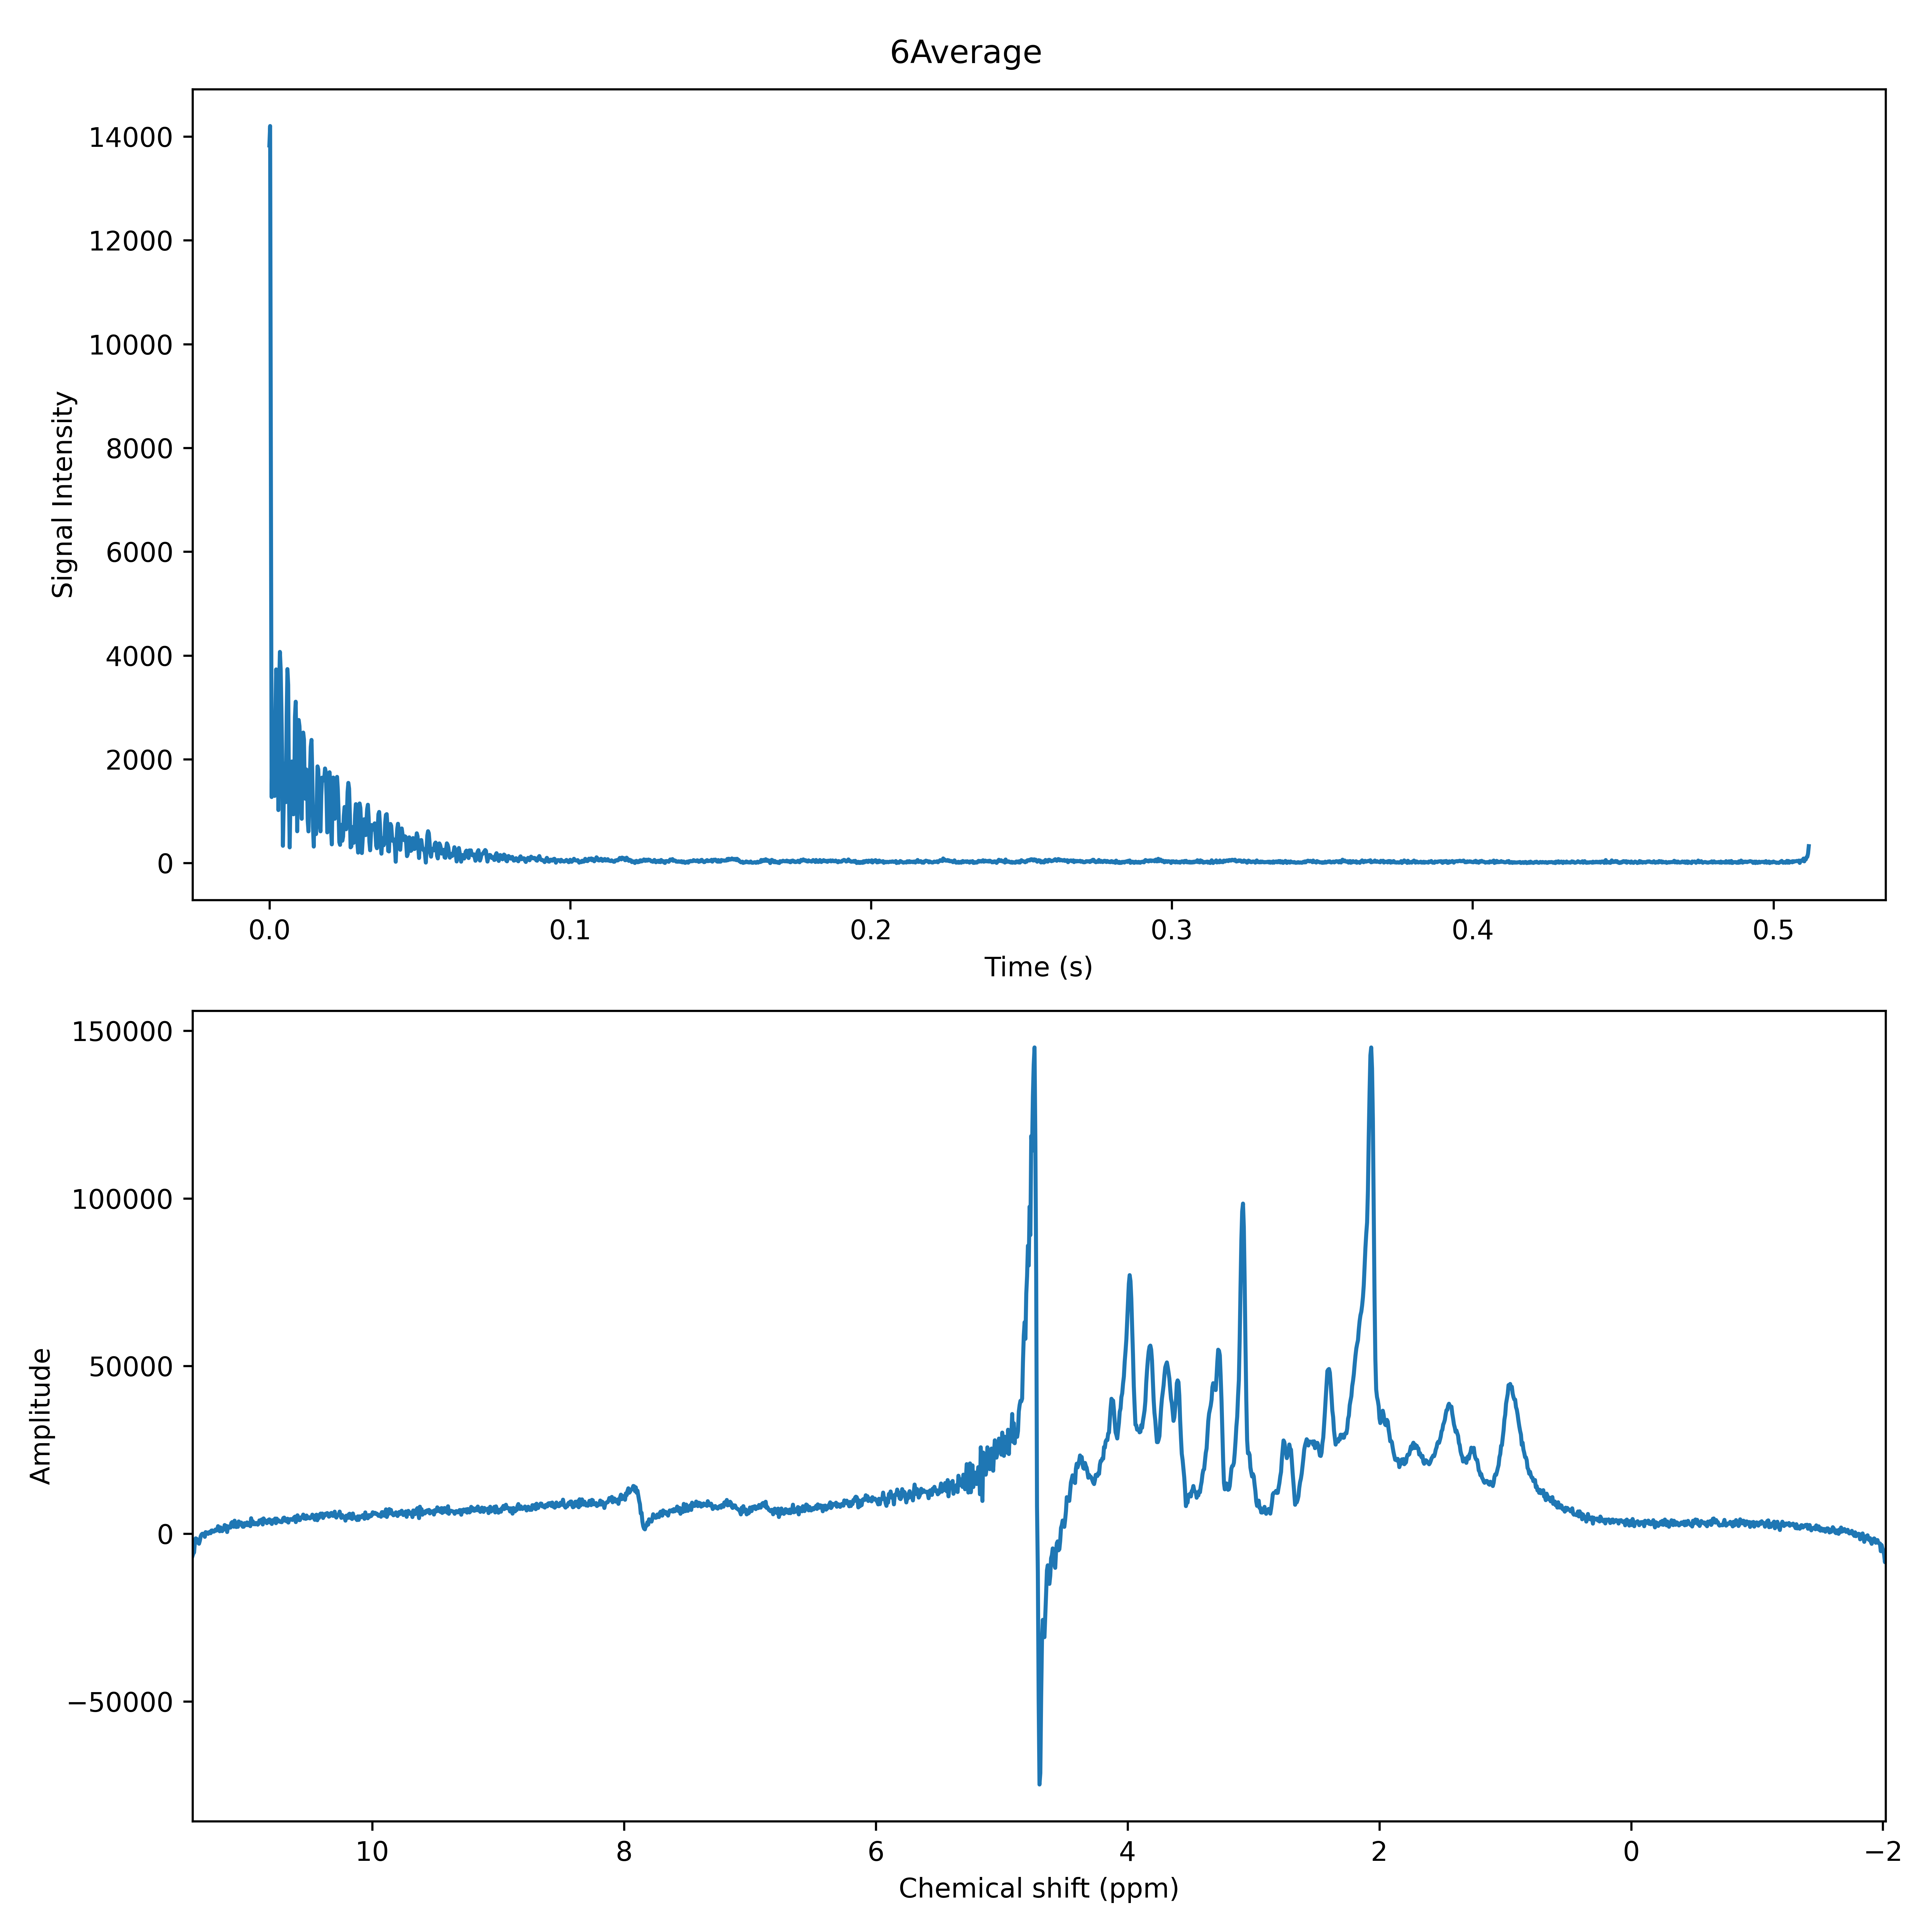 6Average
14000
12000
10000
8000
6000
4000
2000
0
Signal Intensity
0.0 0.1 0.2 0.3 0.4 0.5
Time (s)
150000
100000
50000
0
−50000
Amplitude
10 8 6 4 2 0 −2
Chemical shift (ppm)